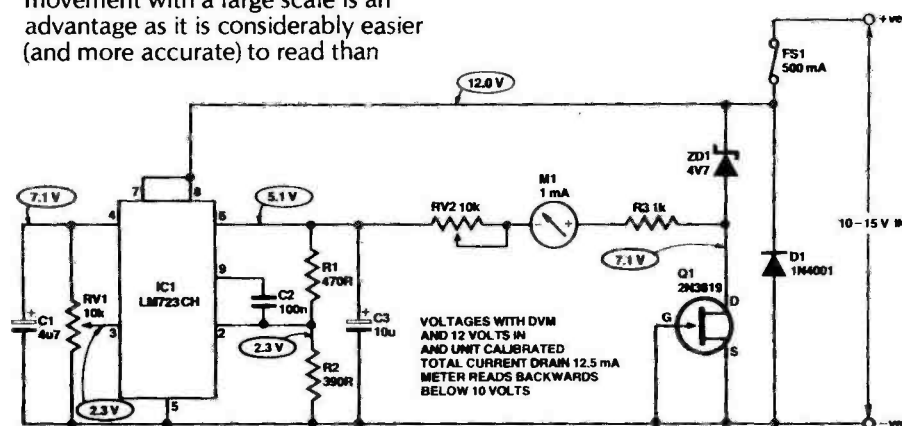 movement with a large scale is an
advantage as it is considerably easier
(and more accurate) to read than
+ve
FS1
500 mA
12.0 V
ZD1
4V7
7.1 V
7
8
5.1 V
M1
1 mA
4
6
RV2 10k
- +
R3 1k
10–15 V IN
7.1 V
IC1
LM723CH
9
R1
470R
Q1
2N3819
D1
1N4001
RV1
10k
C2
100n
D
C1
4u7
+
3
2
+
C3
10u
G
S
2.3 V
R2
390R
VOLTAGES WITH DVM
AND 12 VOLTS IN
AND UNIT CALIBRATED
TOTAL CURRENT DRAIN 12.5 mA
METER READS BACKWARDS
BELOW 10 VOLTS
2.3 V
5
–ve